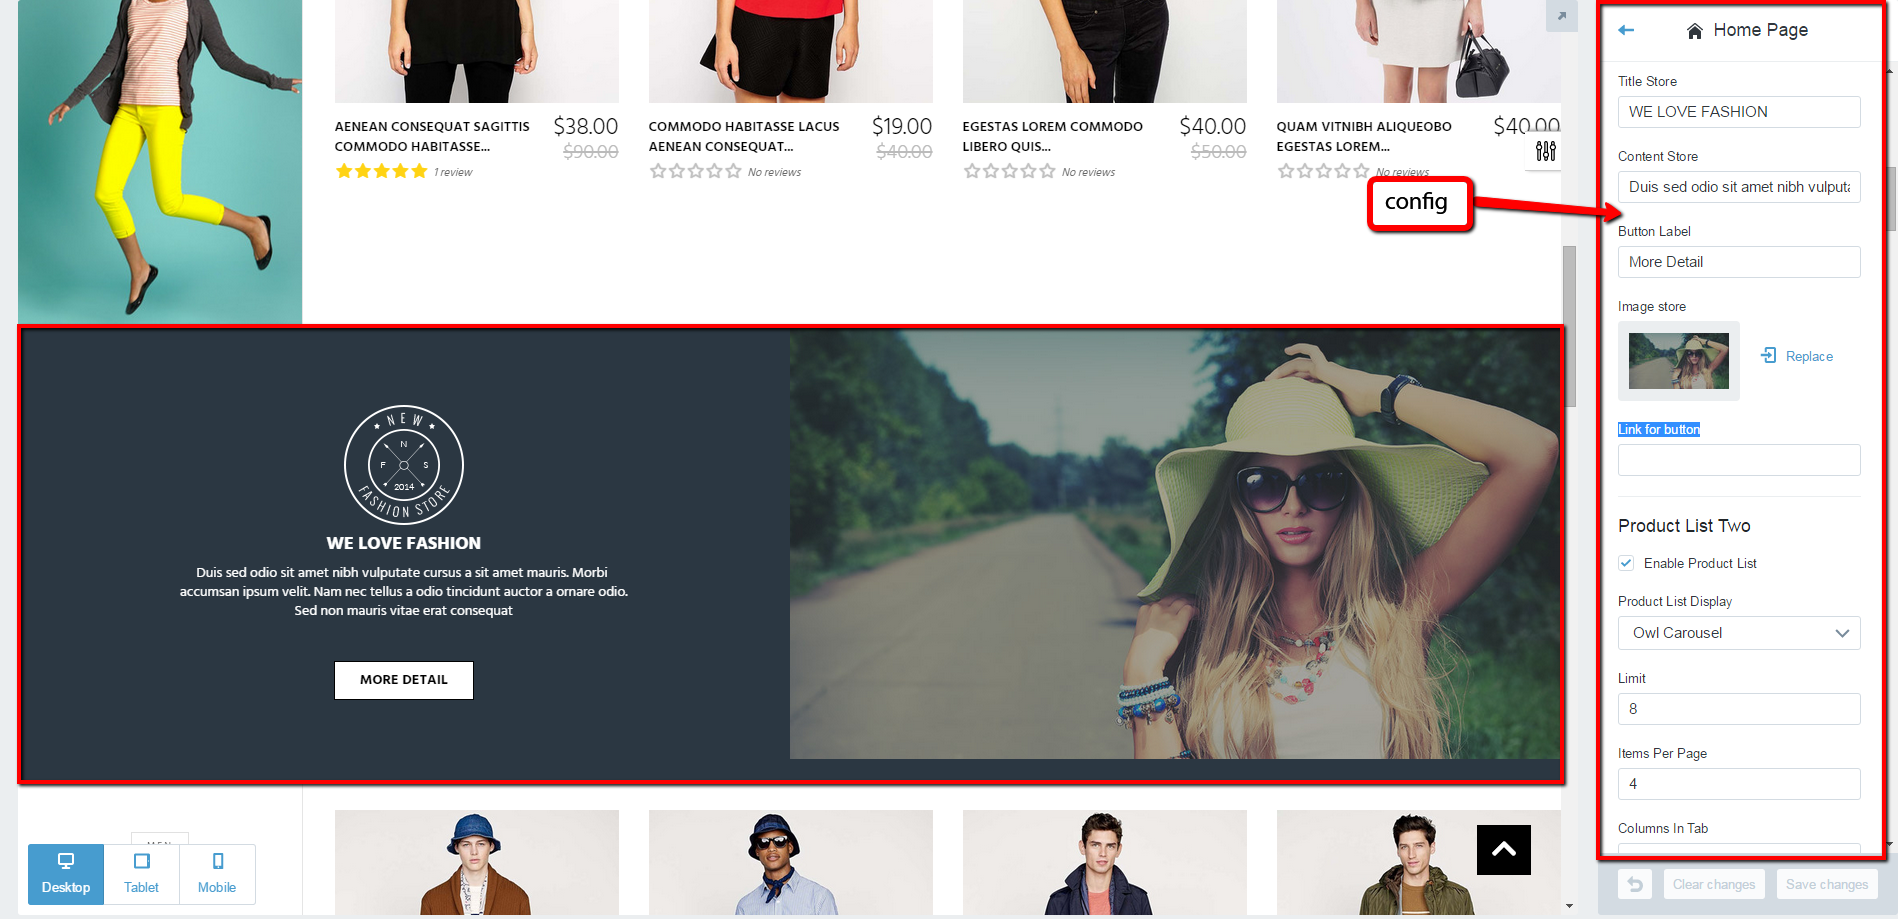 AENEAN CONSEQUAT SAGITTIS
COMMODO HABITASSE...
$38.00
$90.00
1 review
COMMODO HABITASSE LACUS
AENEAN CONSEQUAT...
$19.00
$40.00
No reviews
EGESTAS LOREM COMMODO
LIBERO QUIS...
$40.00
$50.00
No reviews
QUAM VITNIBH ALIQUEOBO
EGESTAS LOREM...
$40.00
No reviews
config
NEW
N
F S
2014
FASHION STORE
WE LOVE FASHION
Duis sed odio sit amet nibh vulputate cursus a sit amet mauris. Morbi
accumsan ipsum velit. Nam nec tellus a odio tincidunt auctor a ornare odio.
Sed non mauris vitae erat consequat
MORE DETAIL
Desktop
Tablet
Mobile
Home Page
Title Store
WE LOVE FASHION
Content Store
Duis sed odio sit amet nibh vulputa
Button Label
More Detail
Image store
Replace
Link for button
Product List Two
Enable Product List
Product List Display
Owl Carousel
Limit
8
Items Per Page
4
Columns In Tab
Clear changes
Save changes